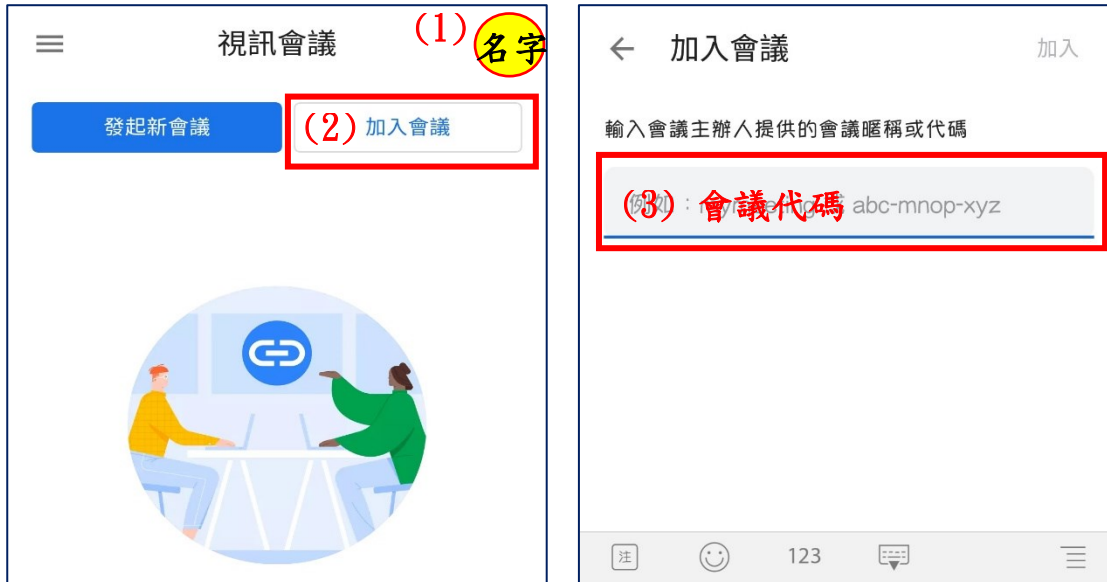 視訊會議
(1) 名字
發起新會議
(2) 加入會議
加入會議
加入
輸入會議主辦人提供的會議暱稱或代碼
(3) 會議代碼
abc-mnop-xyz
注
123